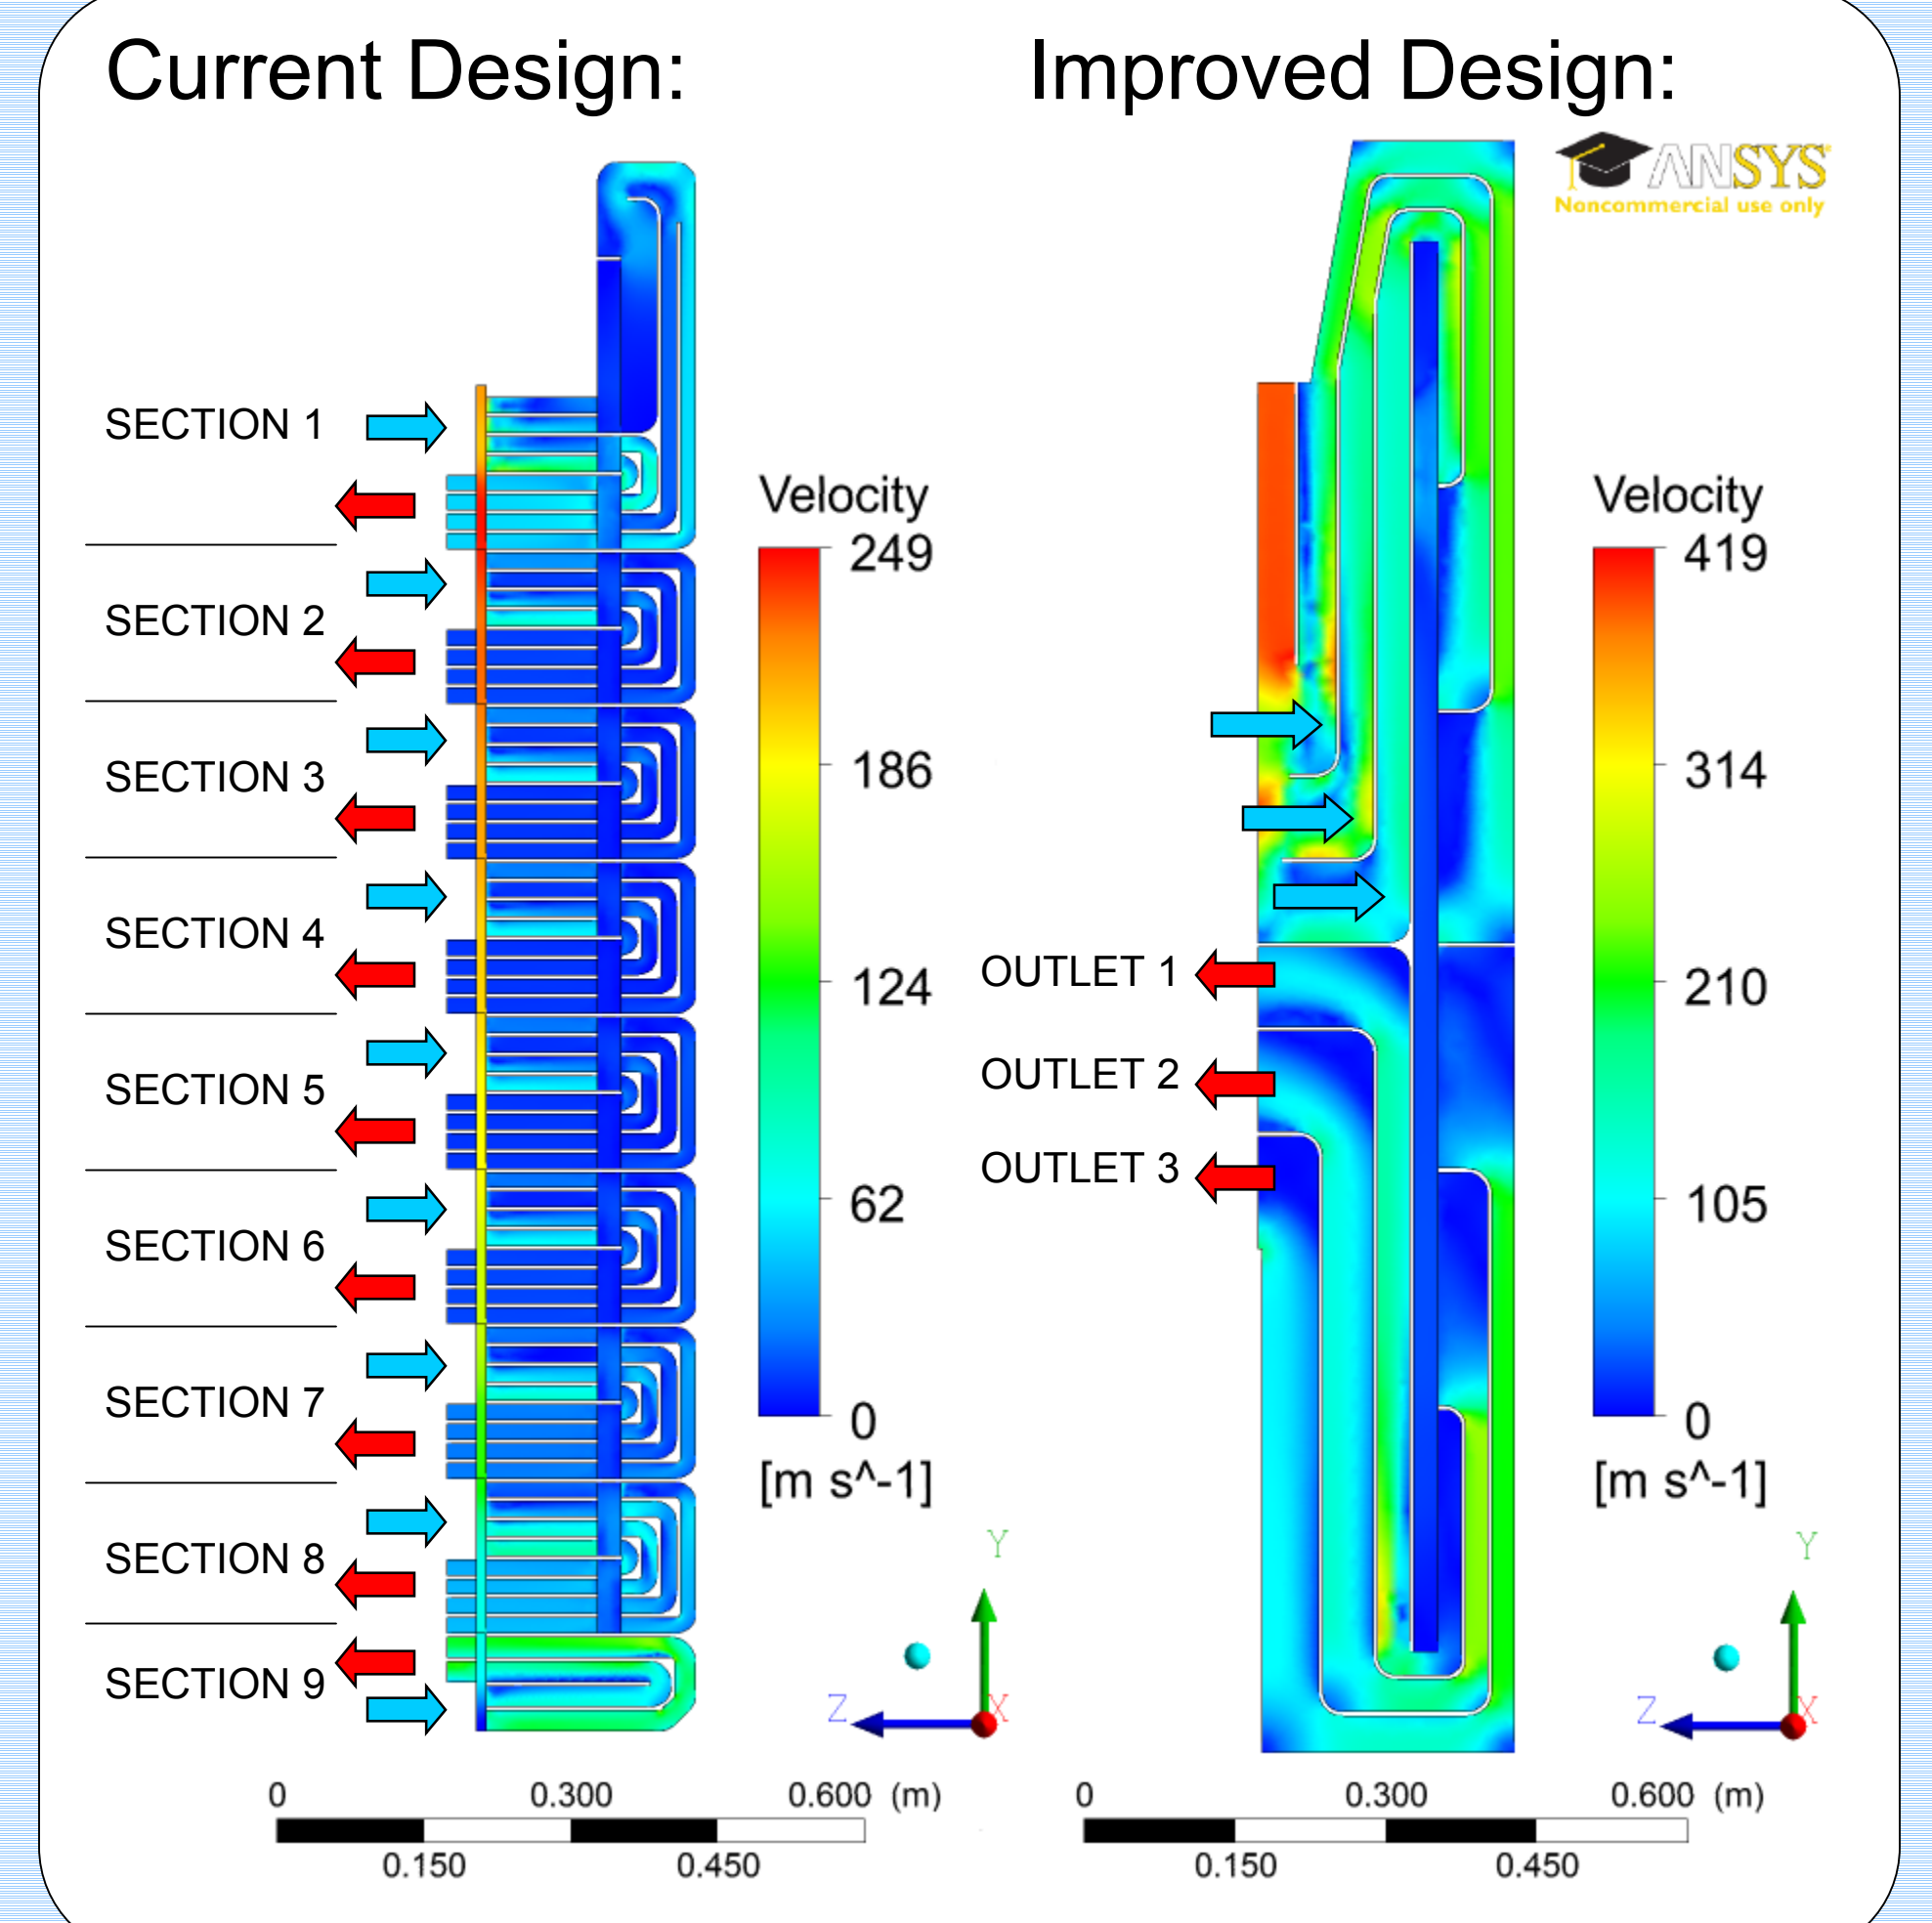 Current Design:
SECTION 1
SECTION 2
SECTION 3
SECTION 4
SECTION 5
SECTION 6
SECTION 7
SECTION 8
SECTION 9
Velocity
249
186
124
62
0
[m s^-1]
Y
Z
X
0
0.300
0.600 (m)
0.150
0.450
Improved Design:
ANSYS
Noncommercial use only
OUTLET 1
OUTLET 2
OUTLET 3
Velocity
419
314
210
105
0
[m s^-1]
Y
Z
X
0
0.300
0.600 (m)
0.150
0.450